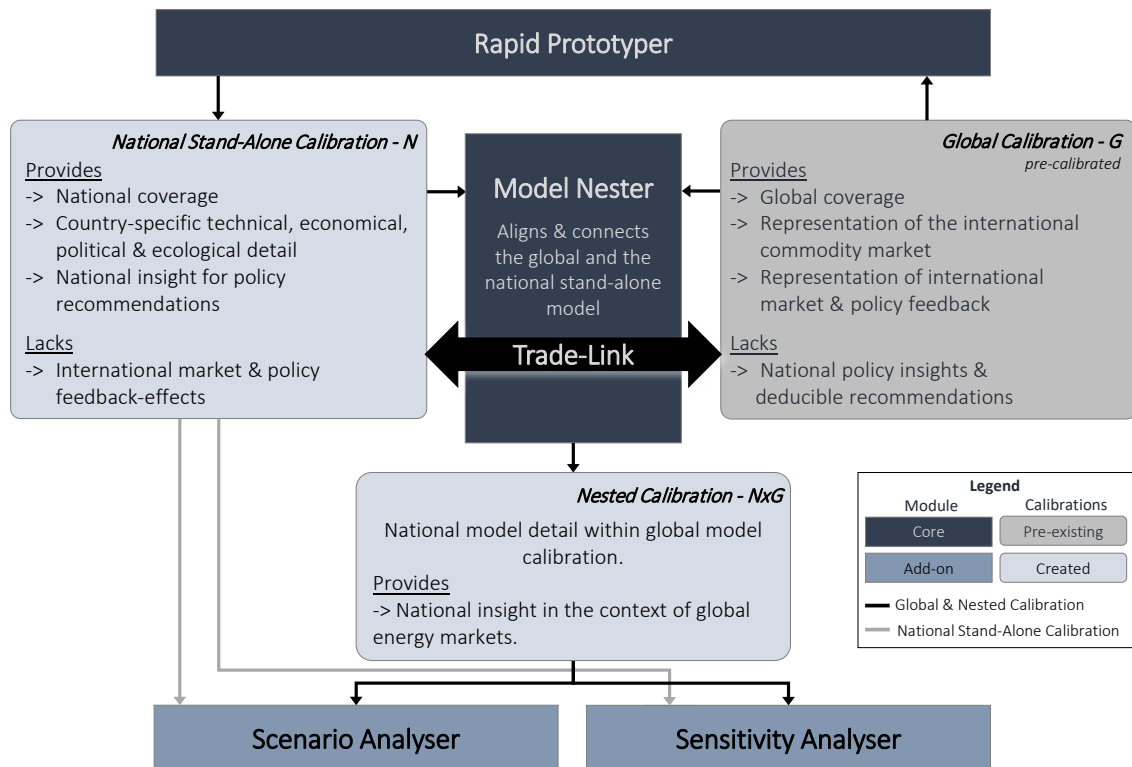 Rapid Prototyper
National Stand-Alone Calibration - N
Provides
-> National coverage
-> Country-specific technical, economical,
political & ecological detail
-> National insight for policy
recommendations
Lacks
-> International market & policy
feedback-effects
Model Nester
Aligns & connects
the global and the
national stand-alone
model
Trade-Link
Global Calibration - G
pre-calibrated
Provides
-> Global coverage
-> Representation of the international
commodity market
-> Representation of international
market & policy feedback
Lacks
-> National policy insights &
deducible recommendations
Nested Calibration - NxG
National model detail within global model
calibration.
Provides
-> National insight in the context of global
energy markets.
Legend
Module Calibrations
Core Pre-existing
Add-on Created
Global & Nested Calibration
National Stand-Alone Calibration
Scenario Analyser
Sensitivity Analyser